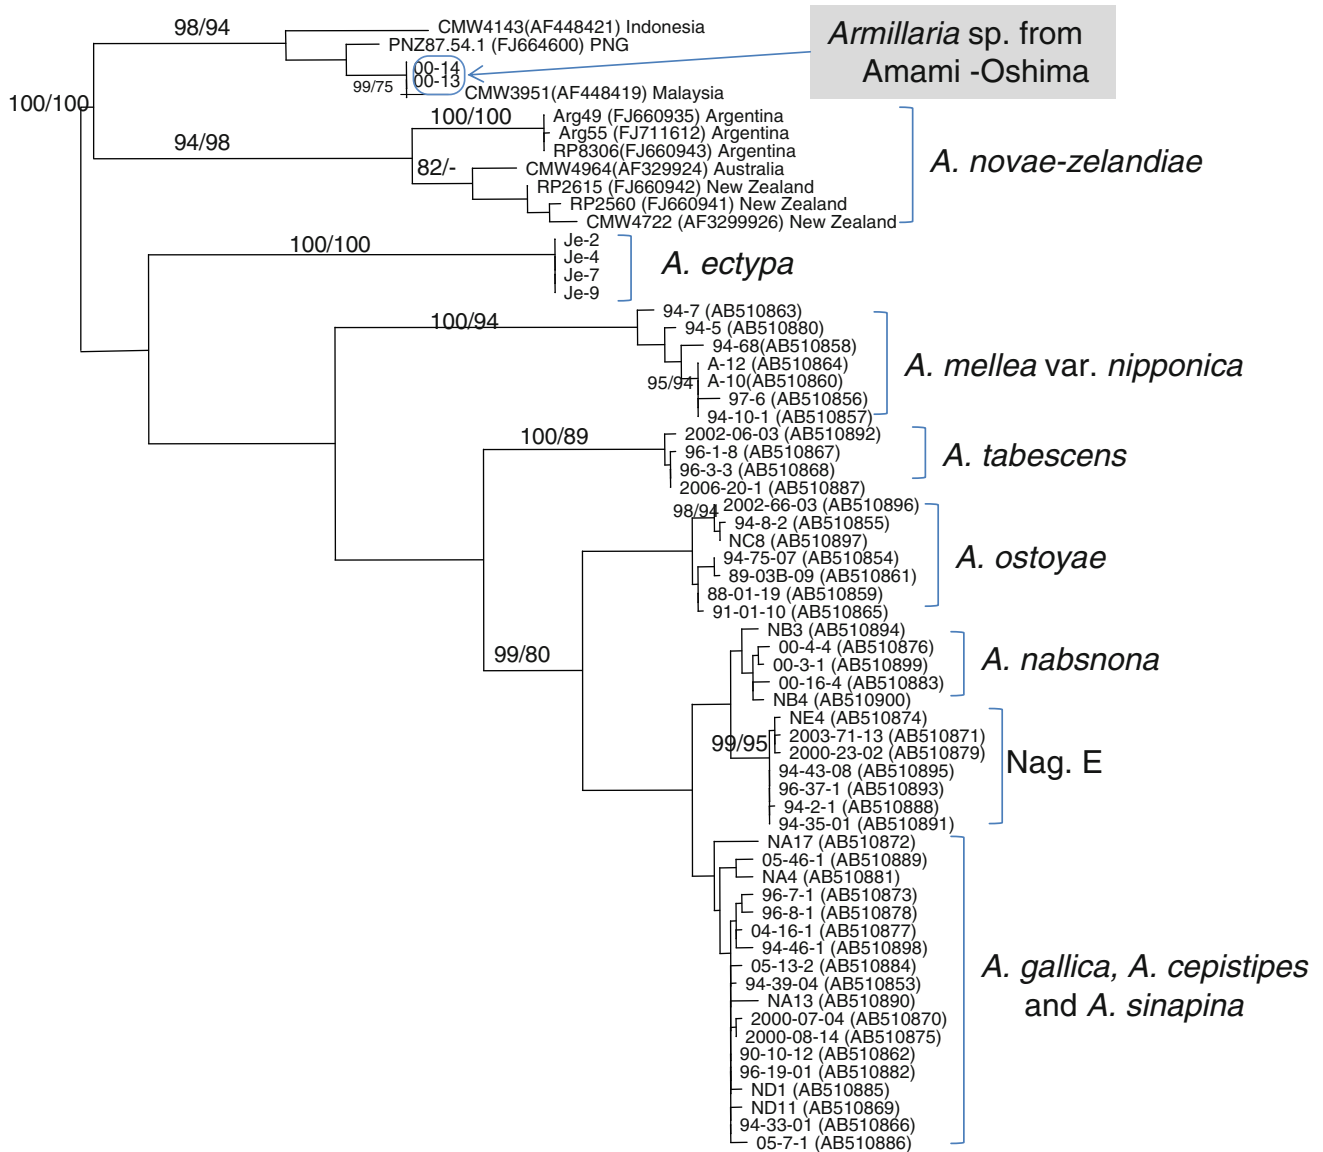 98/94
CMW4143(AF448421) Indonesia
PNZ87.54.1 (FJ664600) PNG
00-14
00-13
99/75
CMW3951(AF448419) Malaysia
Armillaria sp. from
Amami -Oshima
100/100
94/98
100/100
Arg49 (FJ660935) Argentina
Arg55 (FJ711612) Argentina
RP8306(FJ660943) Argentina
82/-
CMW4964(AF329924) Australia
RP2615 (FJ660942) New Zealand
RP2560 (FJ660941) New Zealand
CMW4722 (AF3299926) New Zealand
A. novae-zelandiae
100/100
Je-2
Je-4
Je-7
Je-9
A. ectypa
100/94
94-7 (AB510863)
94-5 (AB510880)
94-68(AB510858)
A-12 (AB510864)
95/94
A-10(AB510860)
97-6 (AB510856)
94-10-1 (AB510857)
A. mellea var. nipponica
100/89
2002-06-03 (AB510892)
96-1-8 (AB510867)
96-3-3 (AB510868)
2006-20-1 (AB510887)
A. tabescens
98/94
2002-66-03 (AB510896)
94-8-2 (AB510855)
NC8 (AB510897)
94-75-07 (AB510854)
89-03B-09 (AB510861)
88-01-19 (AB510859)
91-01-10 (AB510865)
A. ostoyae
99/80
NB3 (AB510894)
00-4-4 (AB510876)
00-3-1 (AB510899)
00-16-4 (AB510883)
NB4 (AB510900)
A. nabsnona
99/95
NE4 (AB510874)
2003-71-13 (AB510871)
2000-23-02 (AB510879)
94-43-08 (AB510895)
96-37-1 (AB510893)
94-2-1 (AB510888)
94-35-01 (AB510891)
Nag. E
NA17 (AB510872)
05-46-1 (AB510889)
NA4 (AB510881)
96-7-1 (AB510873)
96-8-1 (AB510878)
04-16-1 (AB510877)
94-46-1 (AB510898)
05-13-2 (AB510884)
94-39-04 (AB510853)
NA13 (AB510890)
2000-07-04 (AB510870)
2000-08-14 (AB510875)
90-10-12 (AB510862)
96-19-01 (AB510882)
ND1 (AB510885)
ND11 (AB510869)
94-33-01 (AB510866)
05-7-1 (AB510886)
A. gallica, A. cepistipes
and A. sinapina